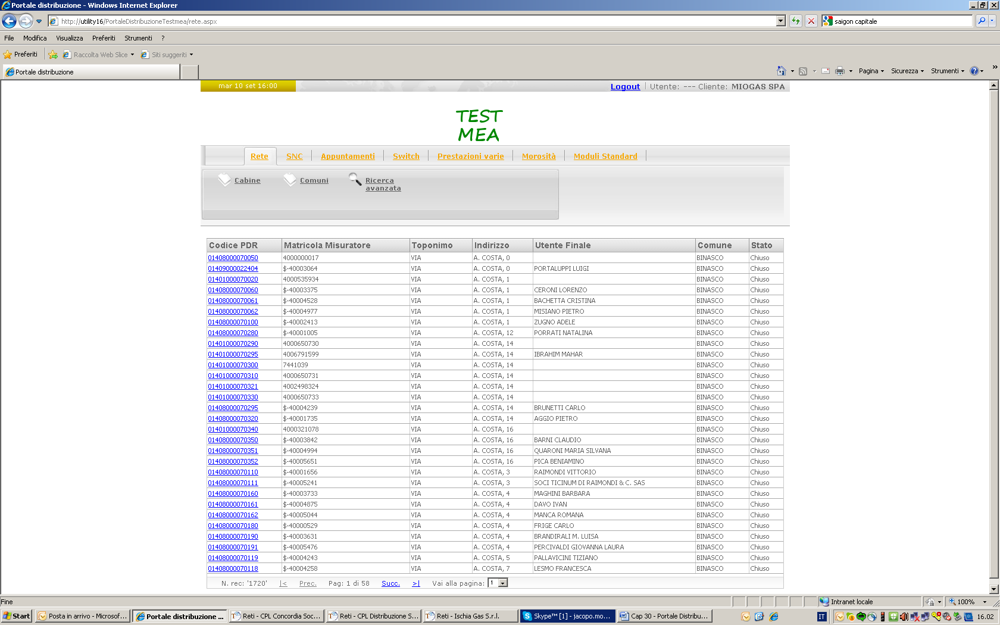 Portale distribuzione - Windows Internet Explorer
http://utility16/PortaleDistribuzioneTestmea/rete.aspx
saigon capitale
File Modifica Visualizza Preferiti Strumenti ?
Preferiti Raccolta Web Slice Siti suggeriti
Portale distribuzione
Pagina Sicurezza Strumenti
mar 10 set 16:00 Logout Utente: --- Cliente: MIOGAS SPA
TEST
MEA
Rete SNC Appuntamenti Switch Prestazioni varie Morosità Moduli Standard
Cabine Comuni Ricerca
avanzata
Codice PDR Matricola Misuratore Toponimo Indirizzo Utente Finale Comune Stato
01408000070050 4000000017 VIA A. COSTA, 0 BINASCO Chiuso
01409000022404 $-40003064 VIA A. COSTA, 0 PORTALUPPI LUIGI BINASCO Chiuso
01401000070020 4000535934 VIA A. COSTA, 1 BINASCO Chiuso
01408000070060 $-40003375 VIA A. COSTA, 1 CERONI LORENZO BINASCO Chiuso
01408000070061 $-40004528 VIA A. COSTA, 1 BACHETTA CRISTINA BINASCO Chiuso
01408000070062 $-40004977 VIA A. COSTA, 1 MISIANO PIETRO BINASCO Chiuso
01408000070100 $-40002413 VIA A. COSTA, 1 ZUGNO ADELE BINASCO Chiuso
01408000070280 $-40001005 VIA A. COSTA, 12 PORRATI NATALINA BINASCO Chiuso
01401000070290 4000650730 VIA A. COSTA, 14 BINASCO Chiuso
01401000070295 4006791599 VIA A. COSTA, 14 IBRAHIM MAHAR BINASCO Chiuso
01401000070300 7441039 VIA A. COSTA, 14 BINASCO Chiuso
01401000070310 4000650731 VIA A. COSTA, 14 BINASCO Chiuso
01401000070321 4002498324 VIA A. COSTA, 14 BINASCO Chiuso
01401000070330 4000650733 VIA A. COSTA, 14 BINASCO Chiuso
01408000070295 $-40004239 VIA A. COSTA, 14 BRUNETTI CARLO BINASCO Chiuso
01408000070320 $-40001735 VIA A. COSTA, 14 AGGIO PIETRO BINASCO Chiuso
01401000070340 4000321078 VIA A. COSTA, 16 BINASCO Chiuso
01408000070350 $-40003842 VIA A. COSTA, 16 BARNI CLAUDIO BINASCO Chiuso
01408000070351 $-40004994 VIA A. COSTA, 16 QUARONI MARIA SILVANA BINASCO Chiuso
01408000070352 $-40005651 VIA A. COSTA, 16 PICA BENIAMINO BINASCO Chiuso
01408000070110 $-40001656 VIA A. COSTA, 3 RAIMONDI VITTORIO BINASCO Chiuso
01408000070111 $-40005241 VIA A. COSTA, 3 SOCI TICINUM DI RAIMONDI & C. SAS BINASCO Chiuso
01408000070160 $-40003733 VIA A. COSTA, 4 MAGHINI BARBARA BINASCO Chiuso
01408000070161 $-40004875 VIA A. COSTA, 4 DAVO IVAN BINASCO Chiuso
01408000070162 $-40005044 VIA A. COSTA, 4 MANCA ROMANA BINASCO Chiuso
01408000070180 $-40000529 VIA A. COSTA, 4 FRIGE CARLO BINASCO Chiuso
01408000070190 $-40003631 VIA A. COSTA, 4 BRANDIRALI M. LUISA BINASCO Chiuso
01408000070191 $-40005476 VIA A. COSTA, 4 PERCIVALDI GIOVANNA LAURA BINASCO Chiuso
01408000070119 $-40004243 VIA A. COSTA, 5 PALLAVICINI TIZIANO BINASCO Chiuso
01408000070118 $-40004258 VIA A. COSTA, 7 LESMO FRANCESCA BINASCO Chiuso
N. rec: '1720' |< Prec. Pag: 1 di 58 Succ. >| Vai alla pagina: 1
Fine Intranet locale 100%
Start Posta in arrivo - Microsof... Portale distribuzione ... Reti - CPL Concordia Soc... Reti - CPL Distribuzione S... Reti - Ischia Gas S.r.l. Skype™ [1] - jacopo.mo... Cap 30 - Portale Distribu... IT 16.02